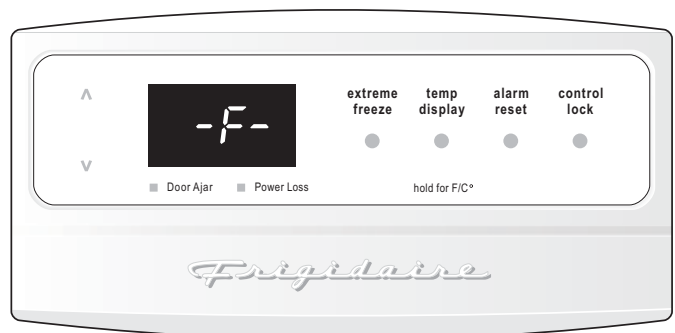 -F-
extreme freeze
temp display
alarm reset
control lock
Door Ajar
Power Loss
hold for F/C°
Frigidaire